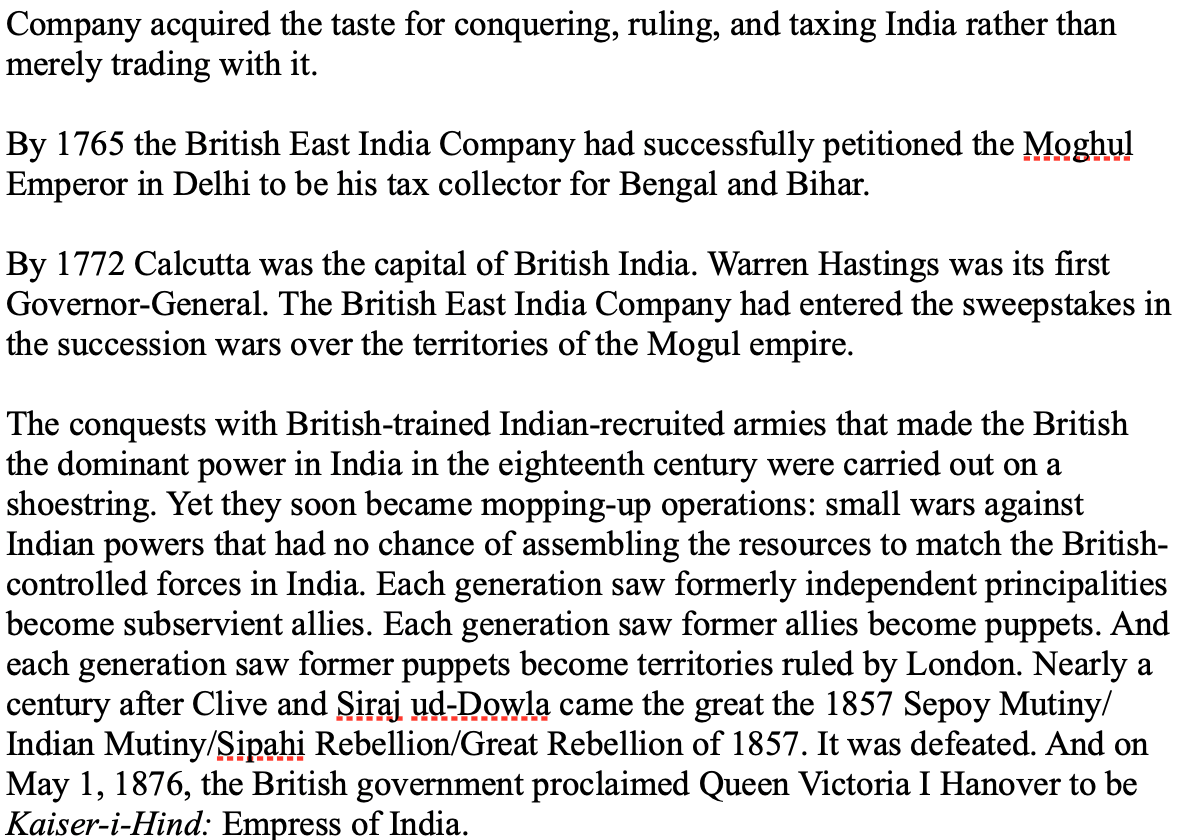 Company acquired the taste for conquering, ruling, and taxing India rather than
merely trading with it.
By 1765 the British East India Company had successfully petitioned the Moghul
Emperor in Delhi to be his tax collector for Bengal and Bihar.
By 1772 Calcutta was the capital of British India. Warren Hastings was its first
Governor-General. The British East India Company had entered the sweepstakes in
the succession wars over the territories of the Mogul empire.
The conquests with British-trained Indian-recruited armies that made the British
the dominant power in India in the eighteenth century were carried out on a
shoestring. Yet they soon became mopping-up operations: small wars against
Indian powers that had no chance of assembling the resources to match the British-
controlled forces in India. Each generation saw formerly independent principalities
become subservient allies. Each generation saw former allies become puppets. And
each generation saw former puppets become territories ruled by London. Nearly a
century after Clive and Siraj ud-Dowla came the great the 1857 Sepoy Mutiny/
Indian Mutiny/Sipahi Rebellion/Great Rebellion of 1857. It was defeated. And on
May 1, 1876, the British government proclaimed Queen Victoria I Hanover to be
Kaiser-i-Hind: Empress of India.